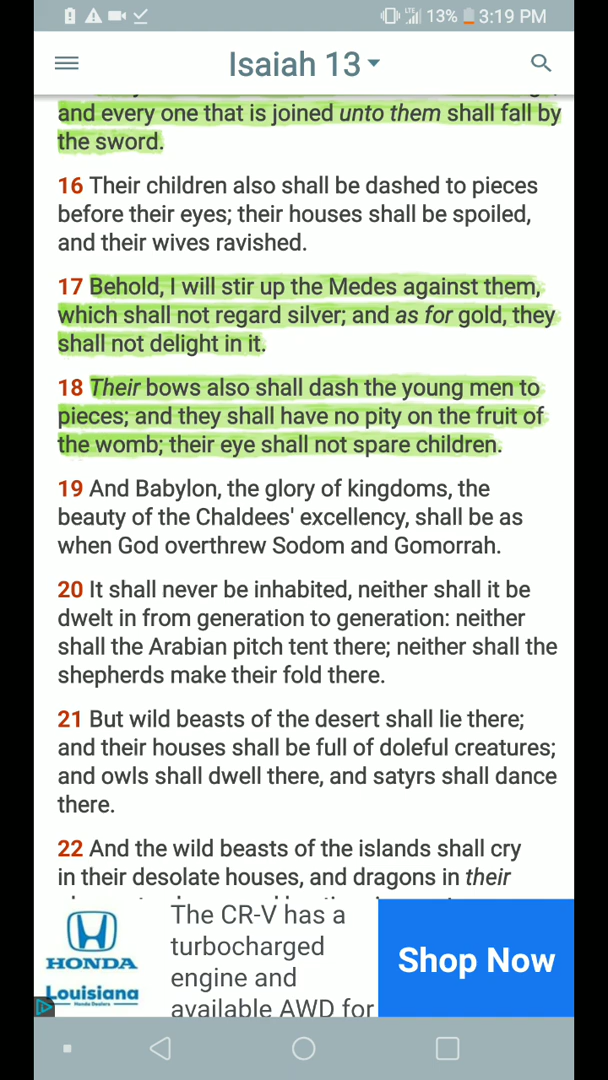 13% 3:19 PM
Isaiah 13
and every one that is joined unto them shall fall by
the sword.
16 Their children also shall be dashed to pieces
before their eyes; their houses shall be spoiled,
and their wives ravished.
17 Behold, I will stir up the Medes against them,
which shall not regard silver; and as for gold, they
shall not delight in it.
18 Their bows also shall dash the young men to
pieces; and they shall have no pity on the fruit of
the womb; their eye shall not spare children.
19 And Babylon, the glory of kingdoms, the
beauty of the Chaldees' excellency, shall be as
when God overthrew Sodom and Gomorrah.
20 It shall never be inhabited, neither shall it be
dwelt in from generation to generation: neither
shall the Arabian pitch tent there; neither shall the
shepherds make their fold there.
21 But wild beasts of the desert shall lie there;
and their houses shall be full of doleful creatures;
and owls shall dwell there, and satyrs shall dance
there.
22 And the wild beasts of the islands shall cry
in their desolate houses, and dragons in their
HONDA
Louisiana
Honda Dealers
The CR-V has a
turbocharged
engine and
available AWD for
Shop Now